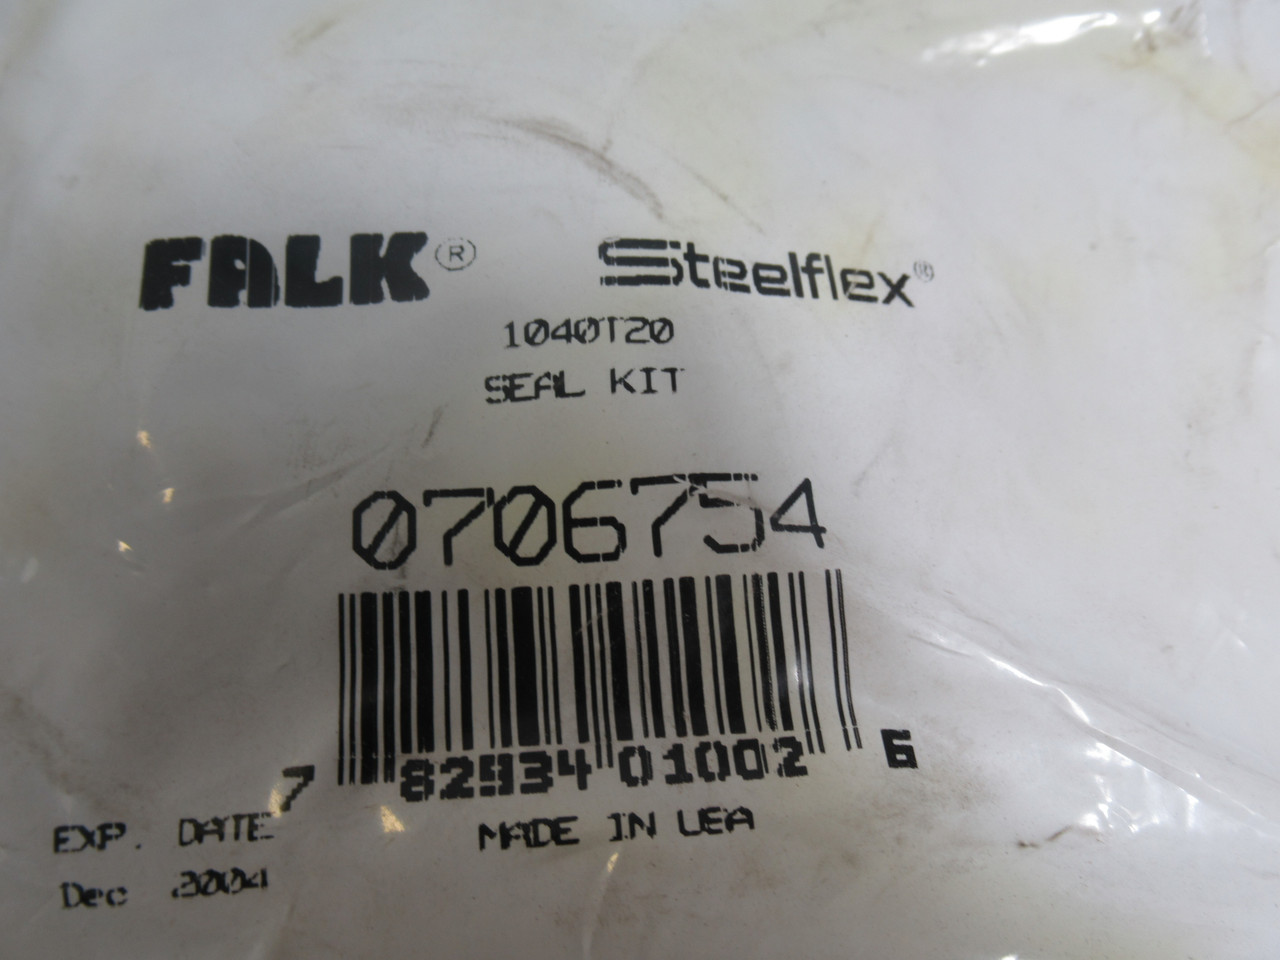 FALK® Steelflex®
1040T20
SEAL KIT
0706754
7 82934 01002 6
EXP. DATE MADE IN USA
Dec 2004